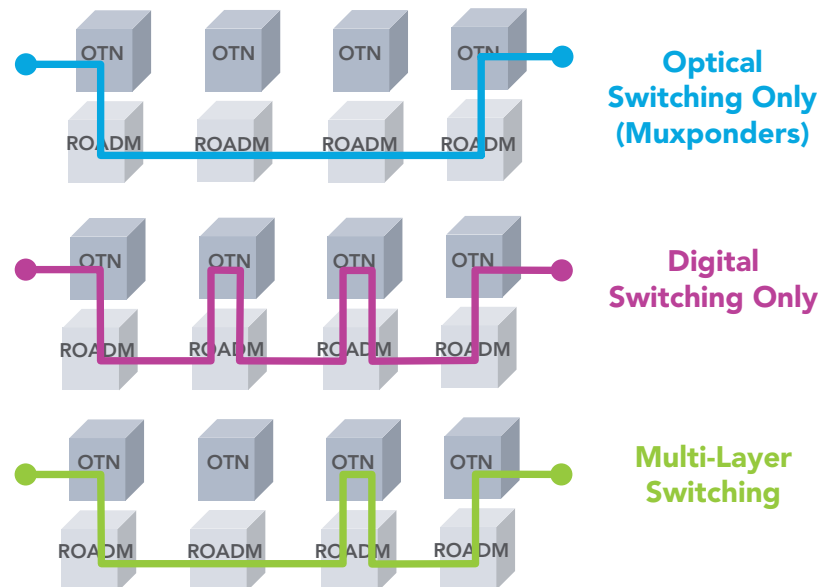 OTN OTN OTN OTN
ROADM ROADM ROADM ROADM
Optical
Switching Only
(Muxponders)
OTN OTN OTN OTN
ROADM ROADM ROADM ROADM
Digital
Switching Only
OTN OTN OTN OTN
ROADM ROADM ROADM ROADM
Multi-Layer
Switching